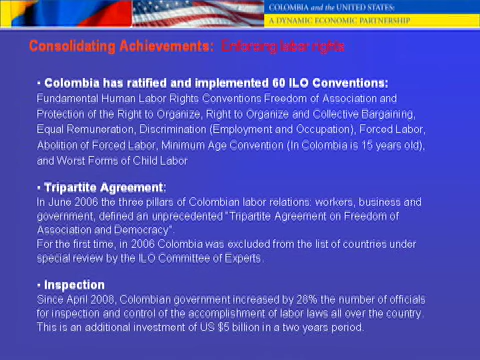 COLOMBIA and the UNITED STATES:
A DYNAMIC ECONOMIC PARTNERSHIP
Consolidating Achievements: Enforcing labor rights
• Colombia has ratified and implemented 60 ILO Conventions:
Fundamental Human Labor Rights Conventions Freedom of Association and
Protection of the Right to Organize, Right to Organize and Collective Bargaining,
Equal Remuneration, Discrimination (Employment and Occupation), Forced Labor,
Abolition of Forced Labor, Minimum Age Convention (In Colombia is 15 years old),
and Worst Forms of Child Labor
• Tripartite Agreement:
In June 2006 the three pillars of Colombian labor relations: workers, business and
government, defined an unprecedented "Tripartite Agreement on Freedom of
Association and Democracy".
For the first time, in 2006 Colombia was excluded from the list of countries under
special review by the ILO Committee of Experts.
• Inspection
Since April 2008, Colombian government increased by 28% the number of officials
for inspection and control of the accomplishment of labor laws all over the country.
This is an additional investment of US $5 billion in a two years period.